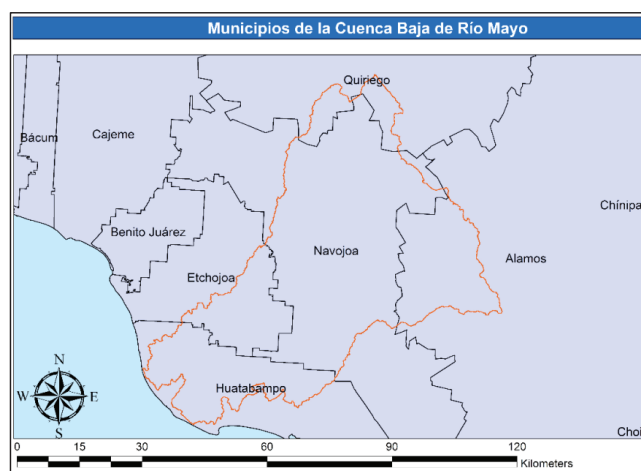 Municipios de la Cuenca Baja de Río Mayo
Quiriego
Bácum
Cajeme
Chínipa
Benito Juárez
Navojoa
Alamos
Etchojoa
Huatabampo
N
W E
S
Choi
0 15 30 60 90 120
Kilometers